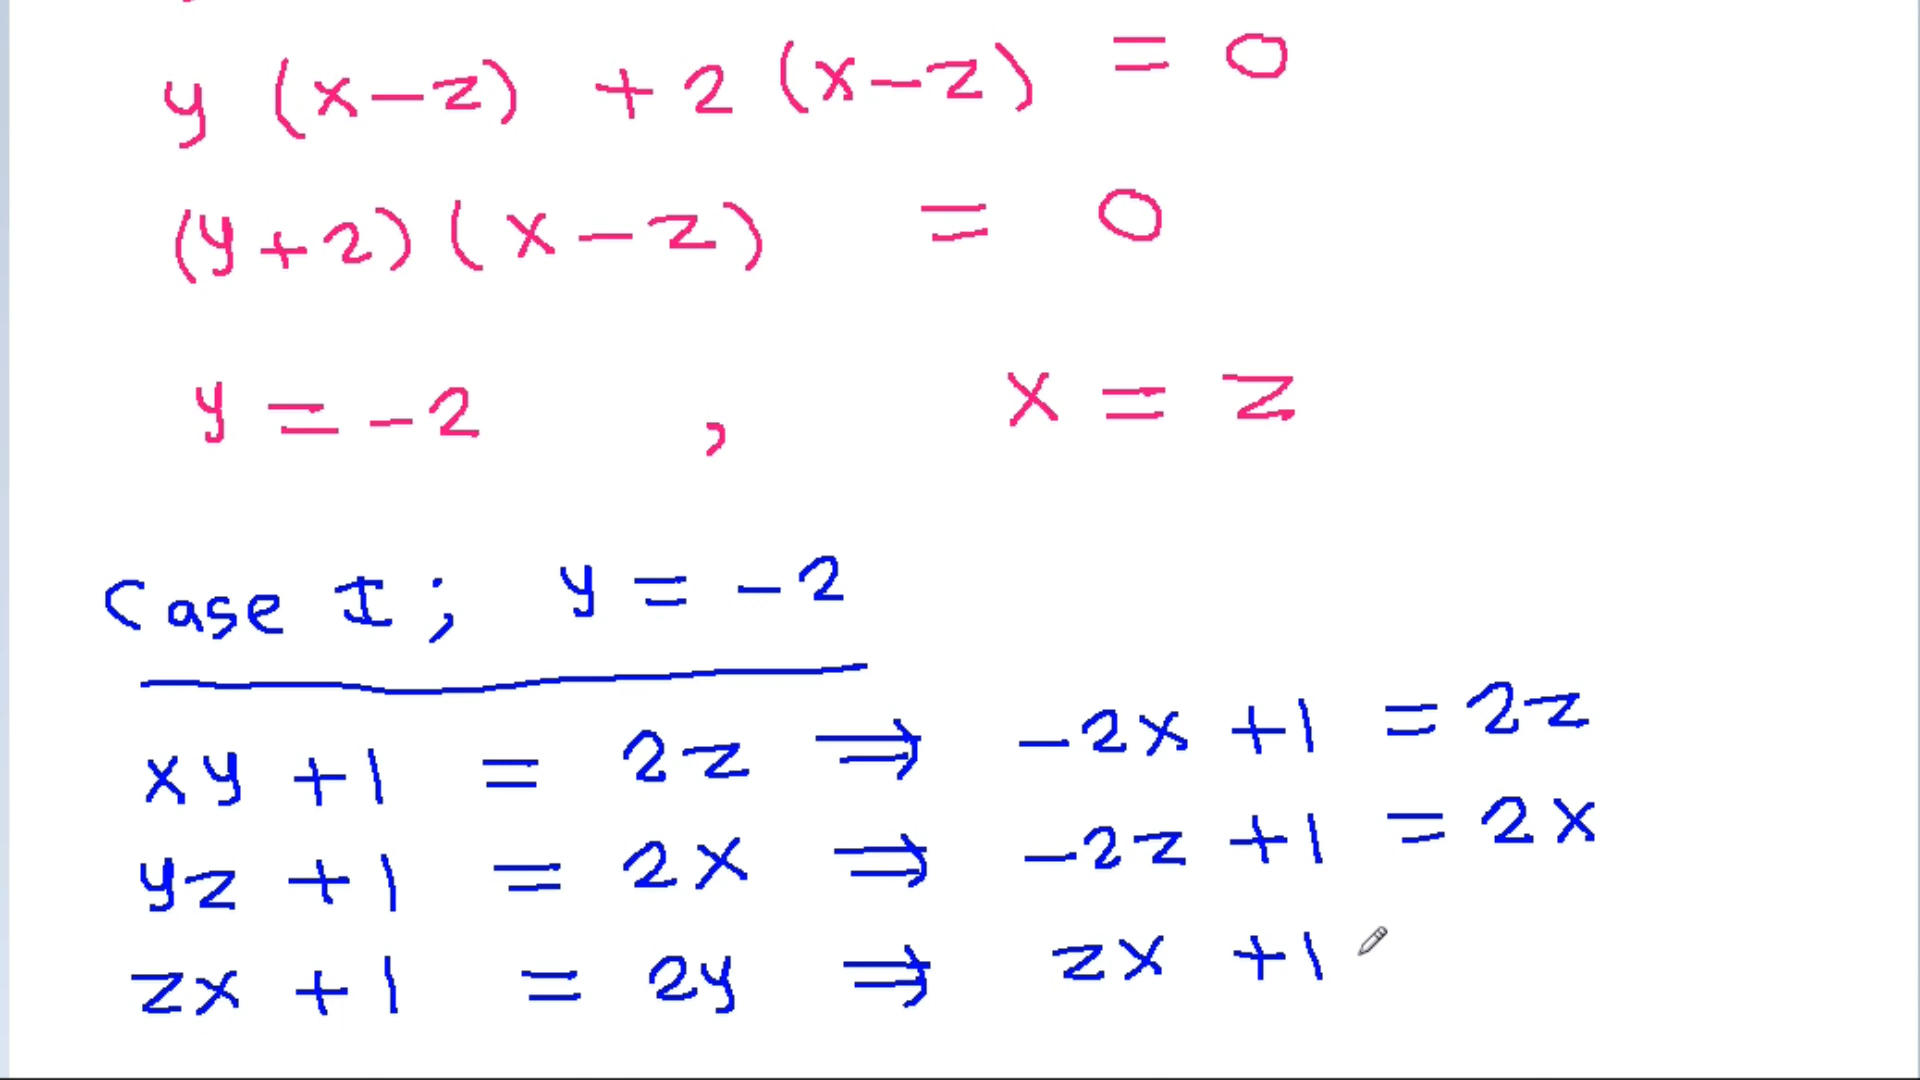 y (x-z) + 2 (x-z) = 0
(y+2) (x-z) = 0
y = -2 , x = z
Case I; y = -2
xy + 1 = 2z ⇒ -2x + 1 = 2z
yz + 1 = 2x ⇒ -2z + 1 = 2x
zx + 1 = 2y ⇒ zx + 1